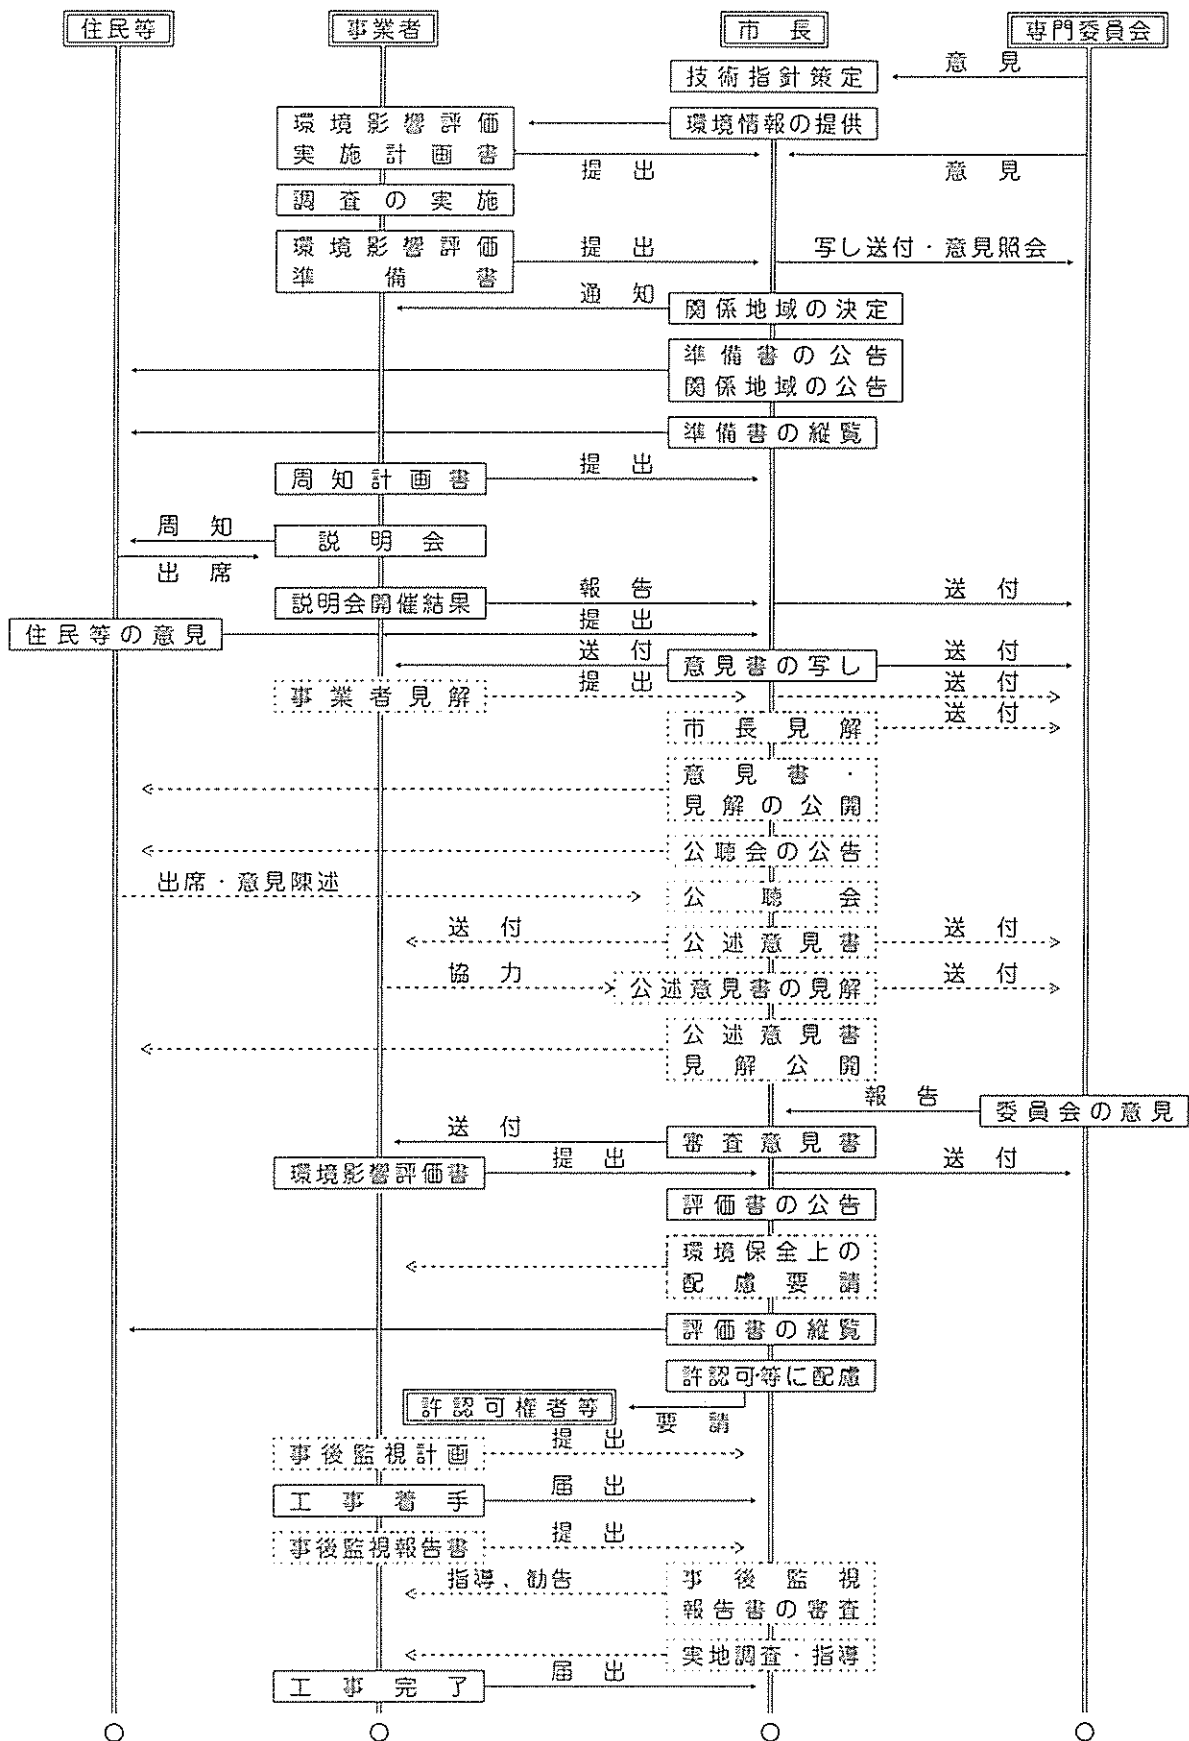 住民等
事業者
市長
専門委員会
意見
技術指針策定
環境影響評価
環境情報の提供
実施計画書
提出
意見
調査の実施
環境影響評価
提出
写し送付・意見照会
準備書
通知
関係地域の決定
準備書の公告
関係地域の公告
準備書の縦覧
提出
周知計画書
周知
説明会
出席
説明会開催結果
報告
送付
提出
住民等の意見
送付
意見書の写し
送付
事業者見解
提出
送付
市長見解
送付
意見書・
見解の公開
公聴会の公告
出席・意見陳述
公聴会
送付
公述意見書
送付
協力
公述意見書の見解
送付
公述意見書
見解公開
報告
委員会の意見
送付
審査意見書
環境影響評価書
提出
送付
評価書の公告
環境保全上の
配慮要請
評価書の縦覧
許認可等に配慮
許認可権者等
要請
事後監視計画
提出
工事着手
届出
事後監視報告書
提出
指導、勧告
事後監視
報告書の審査
実地調査・指導
届出
工事完了